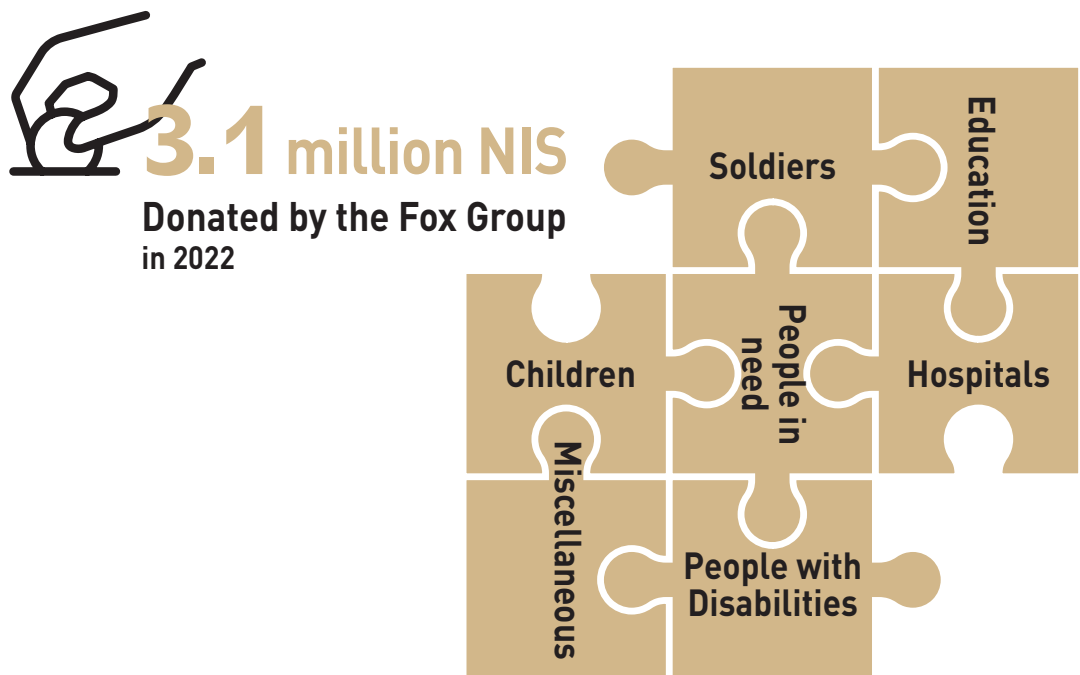 3.1 million NIS
Donated by the Fox Group
in 2022
Soldiers
Education
Children
People in
need
Hospitals
Miscellaneous
People with
Disabilities